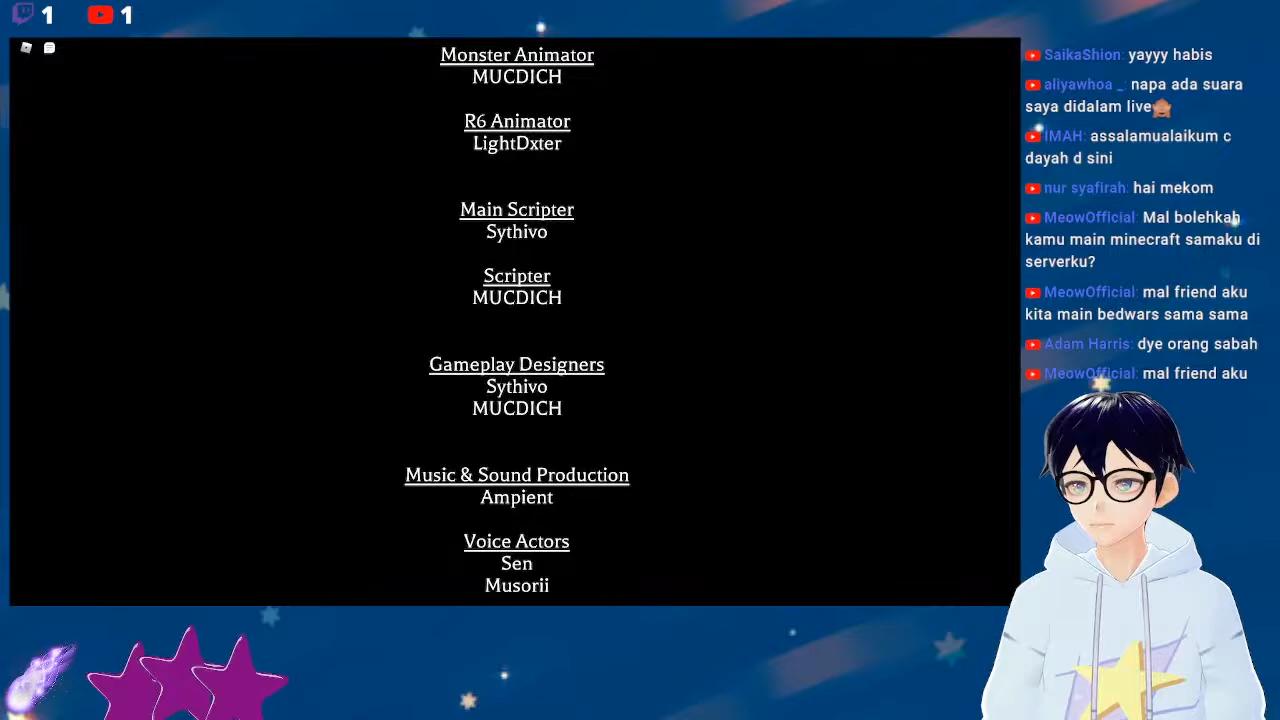 1
1
Monster Animator
MUCDICH
R6 Animator
LightDxter
Main Scripter
Sythivo
Scripter
MUCDICH
Gameplay Designers
Sythivo
MUCDICH
Music & Sound Production
Ampient
Voice Actors
Sen
Musorii
SaikaShion: yayyy habis
aliyawhoa _: napa ada suara
saya didalam live
IMAH: assalamualaikum c
dayah d sini
nur syafirah: hai mekom
MeowOfficial: Mal bolehkah
kamu main minecraft samaku di
serverku?
MeowOfficial: mal friend aku
kita main bedwars sama sama
Adam Harris: dye orang sabah
MeowOfficial: mal friend aku